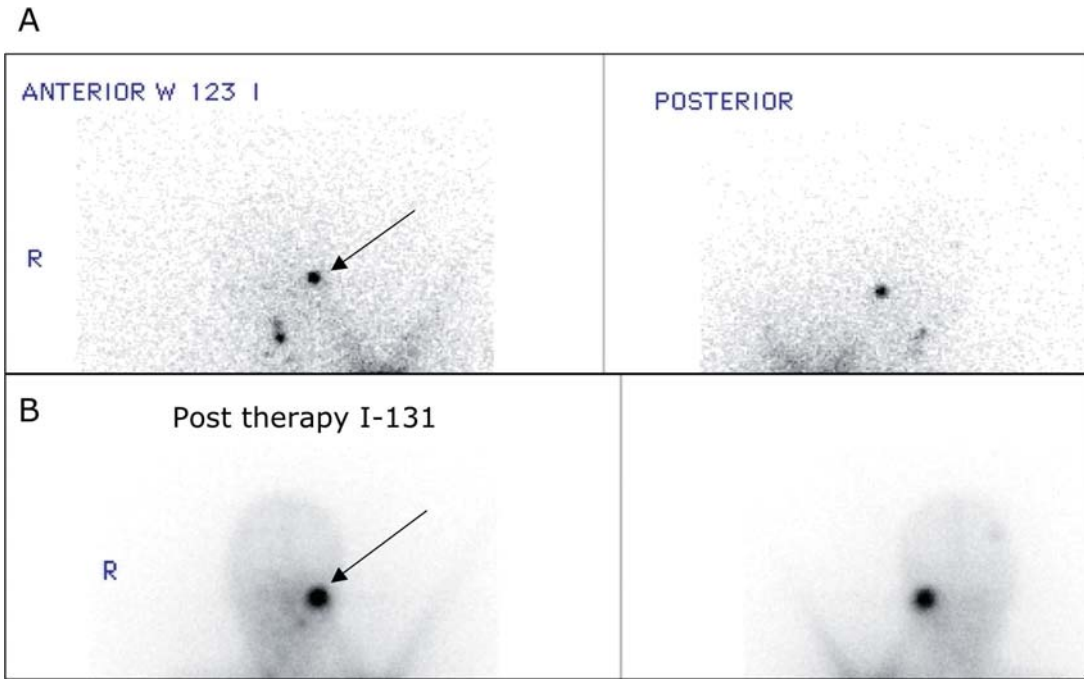 A
ANTERIOR W 123 I
POSTERIOR
R
B
Post therapy I-131
R